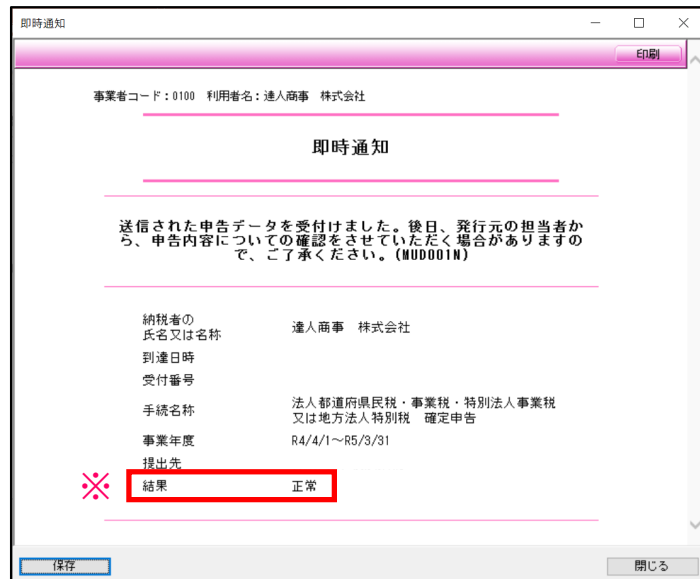 即時通知
印刷
事業者コード：0100 利用者名：達人商事 株式会社
即時通知
送信された申告データを受付けました。後日、発行元の担当者か
ら、申告内容についての確認をさせていただく場合がありますの
で、ご了承ください。(MUD001N)
納税者の
氏名又は名称
達人商事 株式会社
到達日時
受付番号
手続名称
法人都道府県民税・事業税・特別法人事業税
又は地方法人特別税 確定申告
事業年度 R4/4/1～R5/3/31
提出先
※ 結果 正常
保存 閉じる